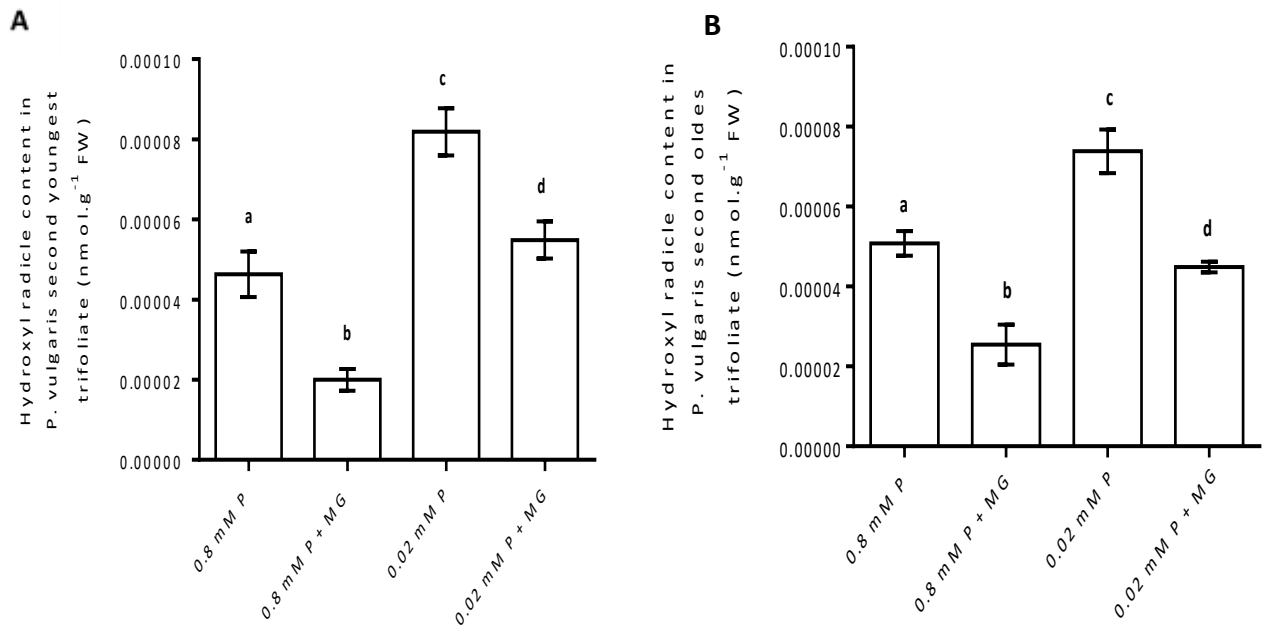 A
Hydroxyl radicle content in
P. vulgaris second youngest
trifoliate (nmol.g⁻¹ FW)
0.00010
0.00008
0.00006
0.00004
0.00002
0.00000
a
b
c
d
0.8 mM P
0.8 mM P + MG
0.02 mM P
0.02 mM P + MG
B
Hydroxyl radicle content in
P. vulgaris second oldes
trifoliate (nmol.g⁻¹ FW)
0.00010
0.00008
0.00006
0.00004
0.00002
0.00000
a
b
c
d
0.8 mM P
0.8 mM P + MG
0.02 mM P
0.02 mM P + MG